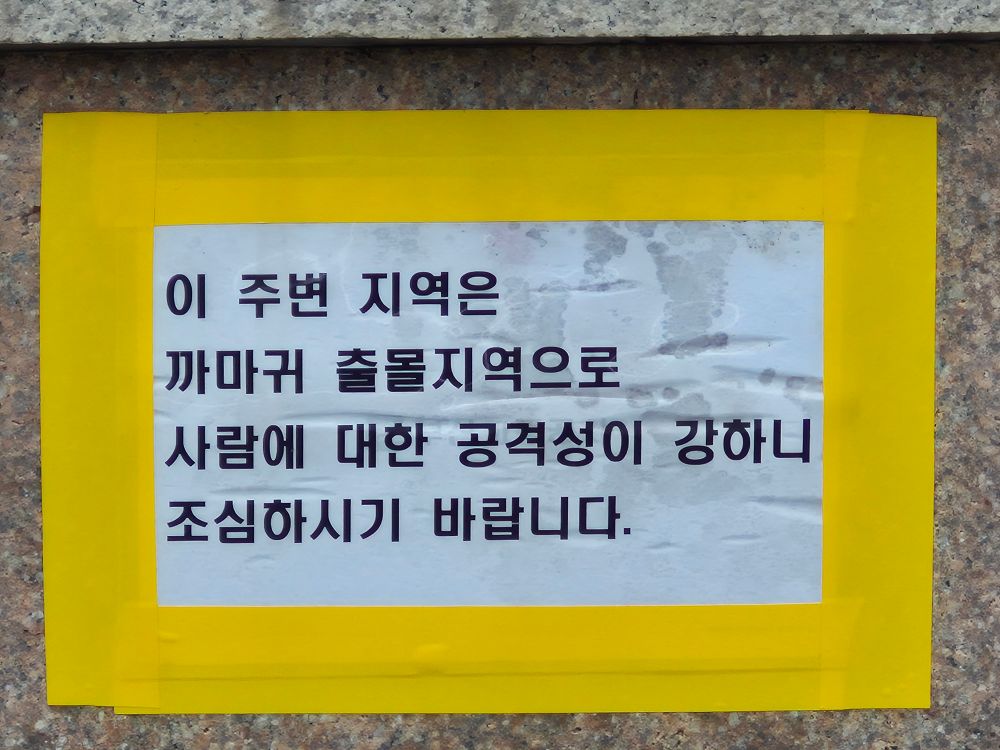 이 주변 지역은
까마귀 출몰지역으로
사람에 대한 공격성이 강하니
조심하시기 바랍니다.